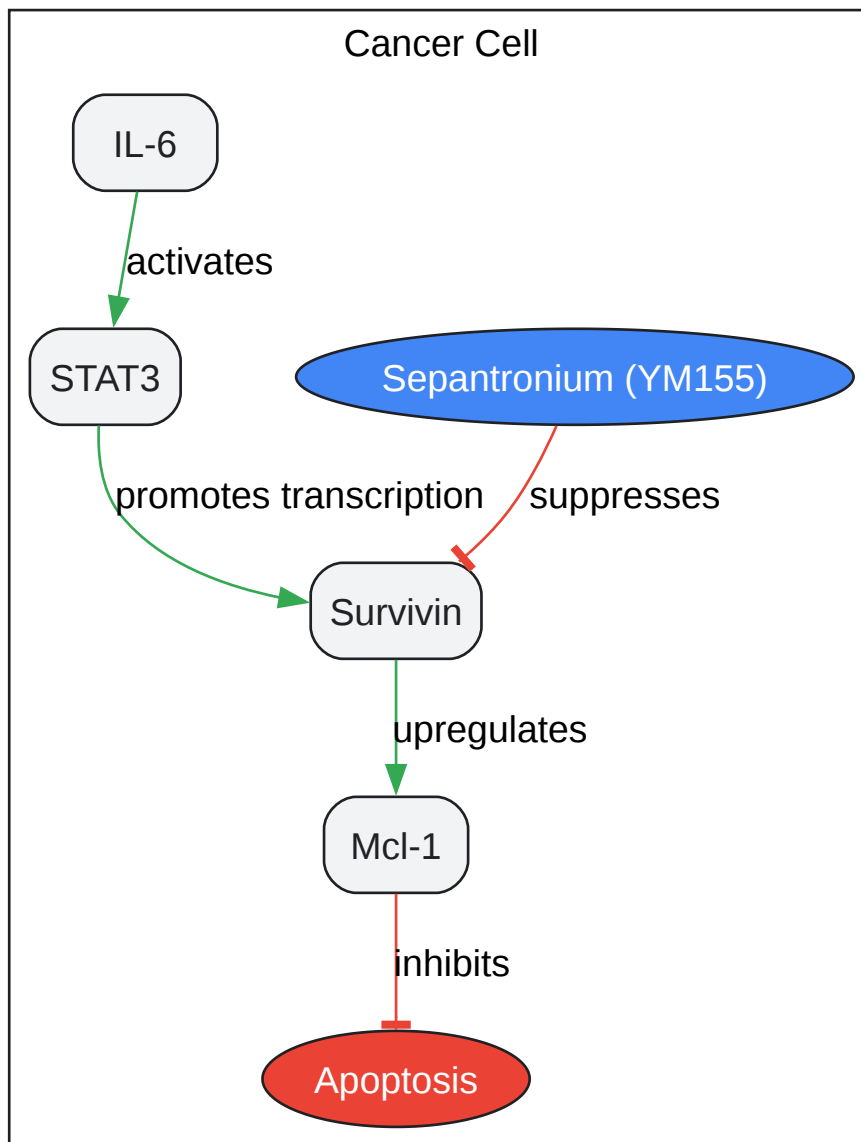 Cancer Cell
IL-6
activates
STAT3
Sepantronium (YM155)
promotes transcription
suppresses
Survivin
upregulates
Mcl-1
inhibits
Apoptosis